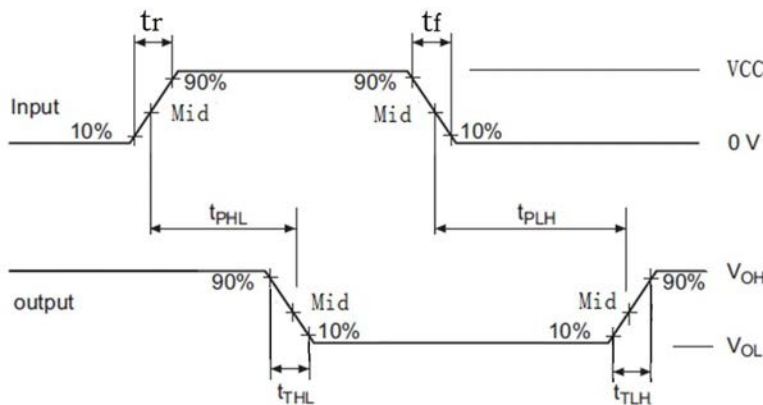 tr tf
90% 90% VCC
Input Mid Mid
10% 10% 0 V
tPHL tPLH
90% 90% VOH
output Mid Mid
10% 10% VOL
tTHL tTLH